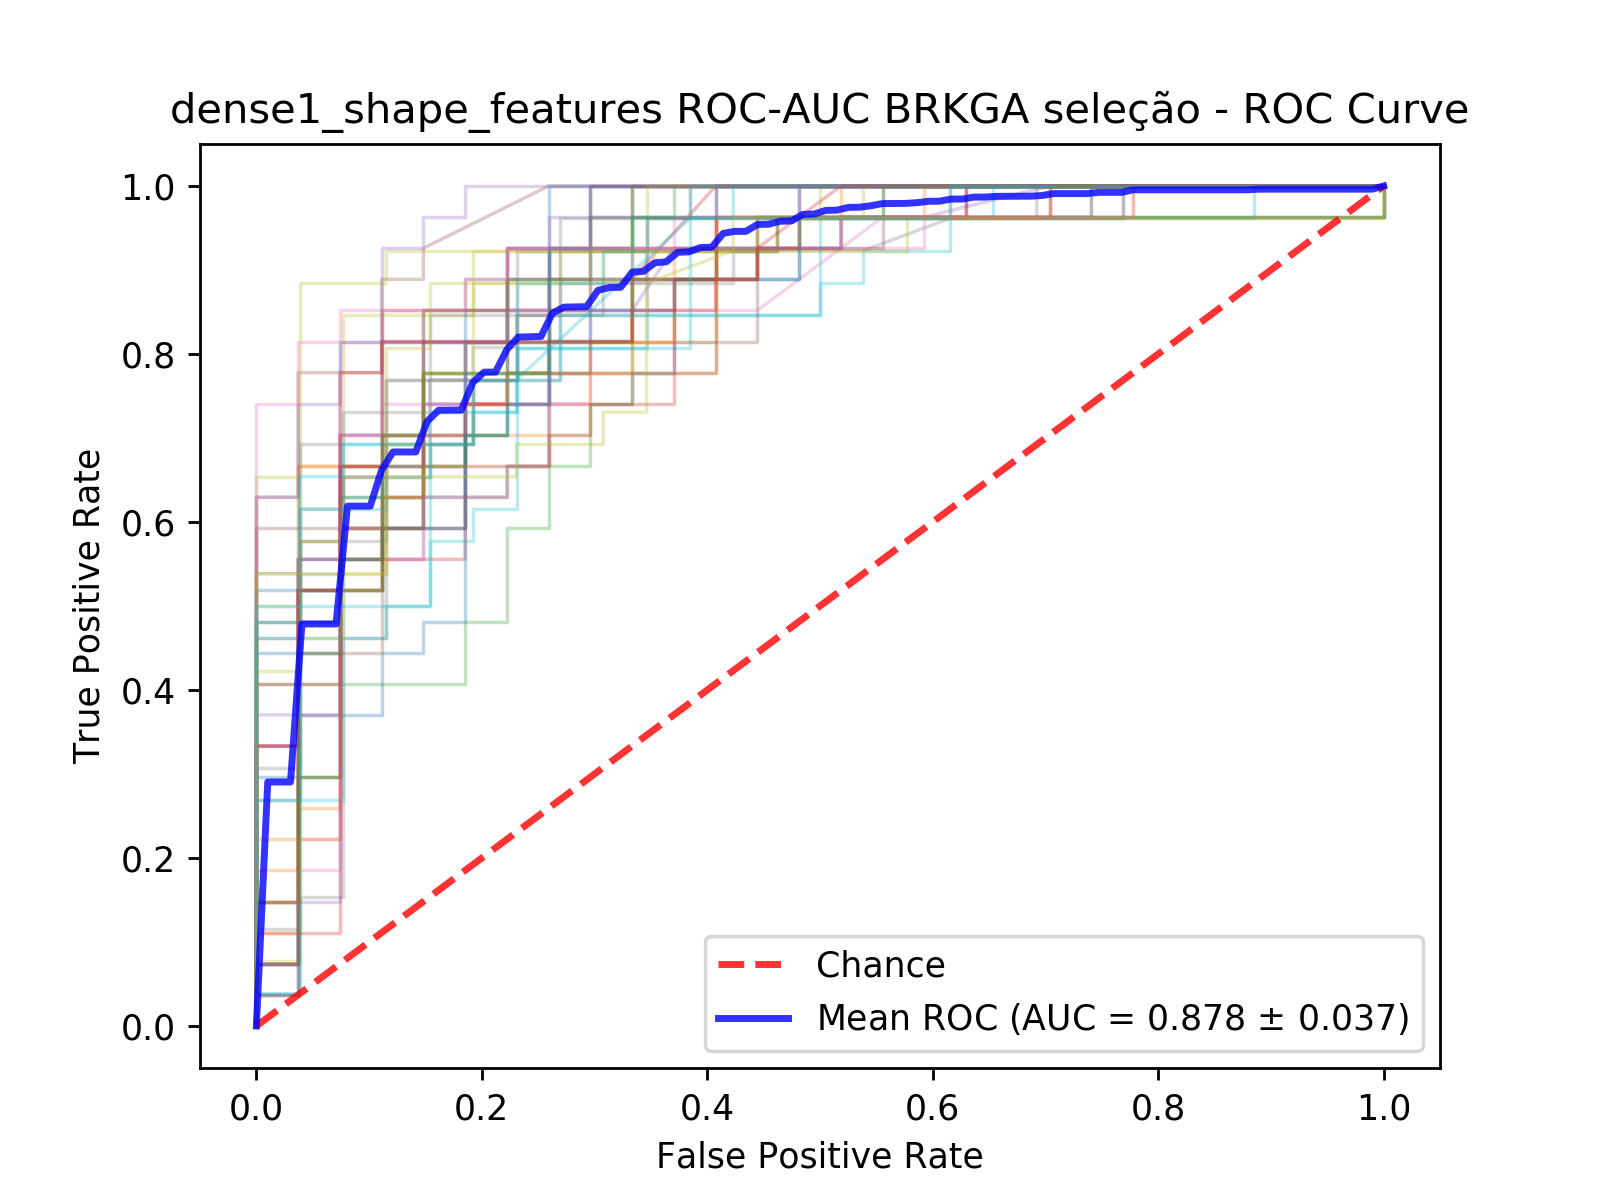 dense1_shape_features ROC-AUC BRKGA seleção - ROC Curve
True Positive Rate
1.0
0.8
0.6
0.4
0.2
0.0
Chance
Mean ROC (AUC = 0.878 ± 0.037)
0.0 0.2 0.4 0.6 0.8 1.0
False Positive Rate